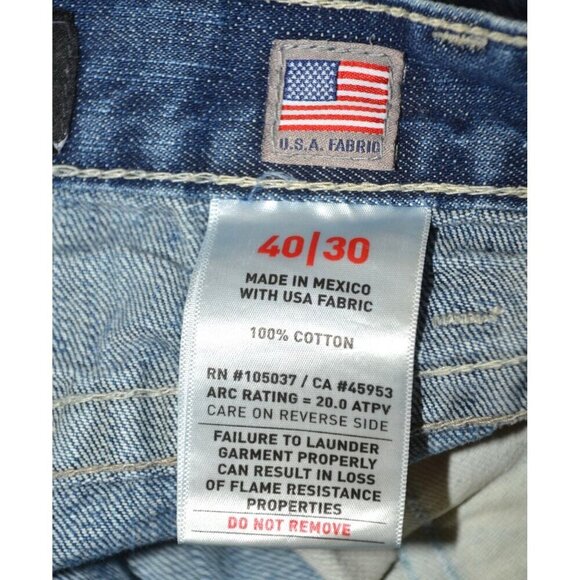 U.S.A. FABRIC
40|30
MADE IN MEXICO
WITH USA FABRIC
100% COTTON
RN #105037 / CA #45953
ARC RATING = 20.0 ATPV
CARE ON REVERSE SIDE
FAILURE TO LAUNDER
GARMENT PROPERLY
CAN RESULT IN LOSS
OF FLAME RESISTANCE
PROPERTIES
DO NOT REMOVE